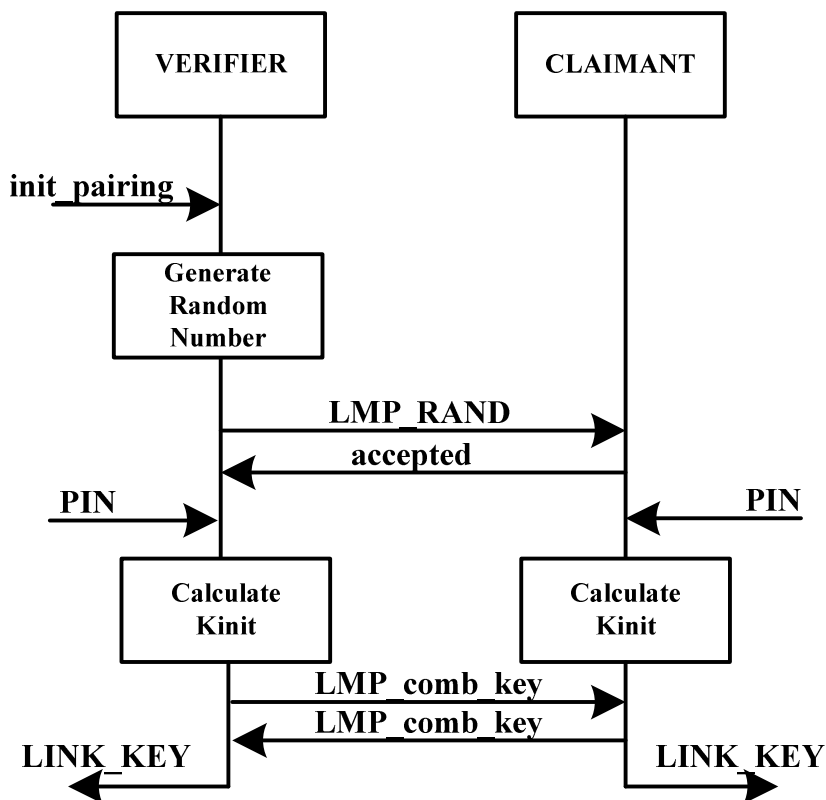 VERIFIER
CLAIMANT
init_pairing
Generate
Random
Number
LMP_RAND
accepted
PIN
PIN
Calculate
Kinit
Calculate
Kinit
LMP_comb_key
LMP_comb_key
LINK_KEY
LINK_KEY